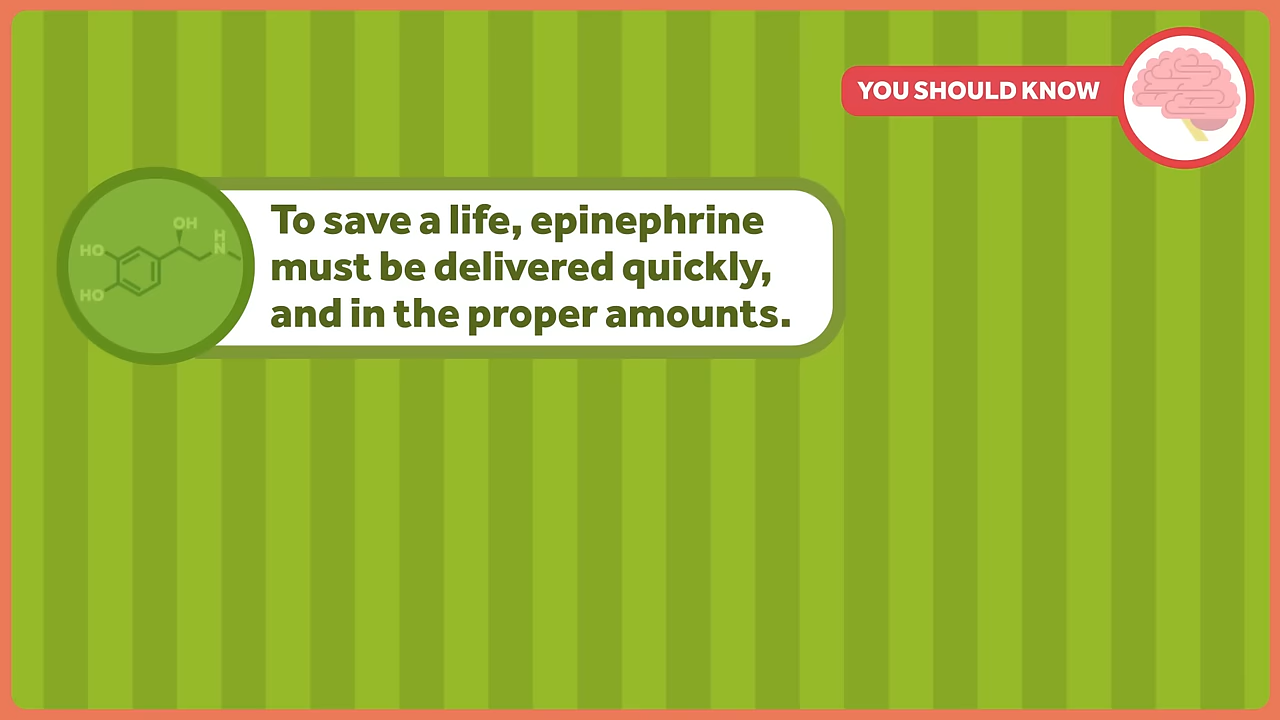 YOU SHOULD KNOW
To save a life, epinephrine
must be delivered quickly,
and in the proper amounts.
OH
H
N
HO
HO